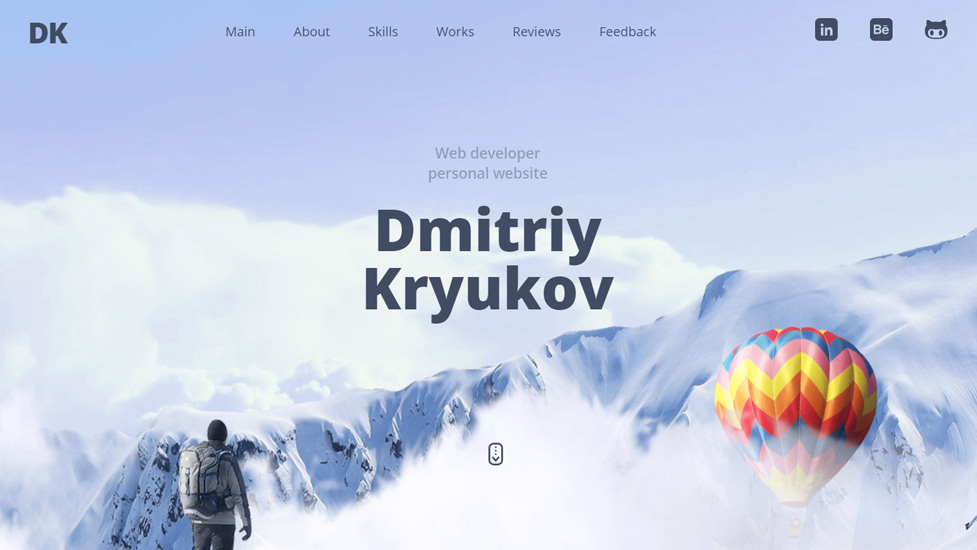 DK
Main
About
Skills
Works
Reviews
Feedback
in
Bē
Web developer
personal website
Dmitriy
Kryukov